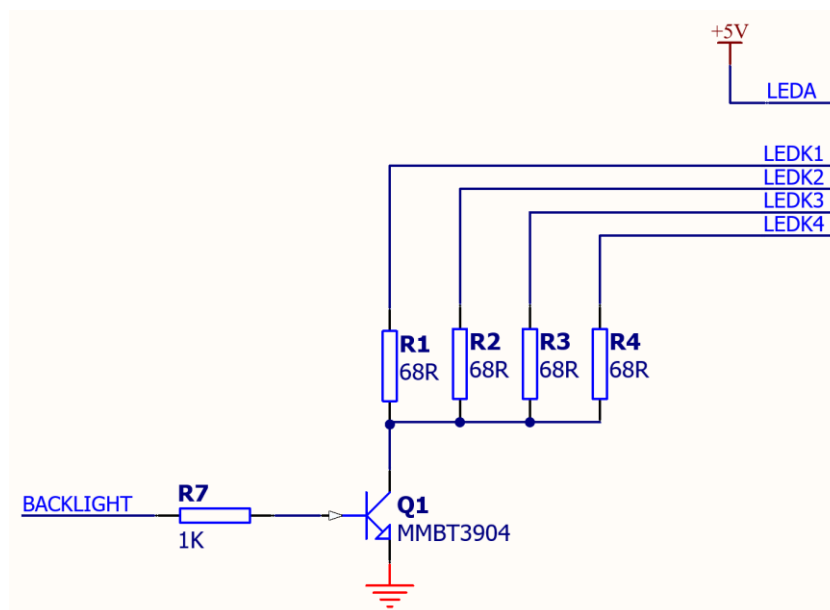 +5V
LEDA
LEDK1
LEDK2
LEDK3
LEDK4
R1
68R
R2
68R
R3
68R
R4
68R
BACKLIGHT
R7
1K
Q1
MMBT3904